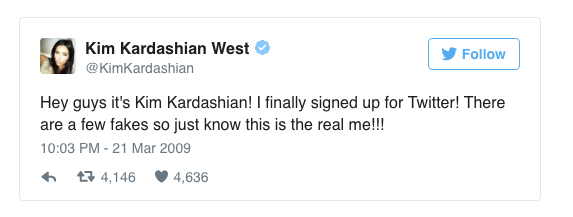 Kim Kardashian West
@KimKardashian
Follow
Hey guys it's Kim Kardashian! I finally signed up for Twitter! There
are a few fakes so just know this is the real me!!!
10:03 PM - 21 Mar 2009
4,146 4,636